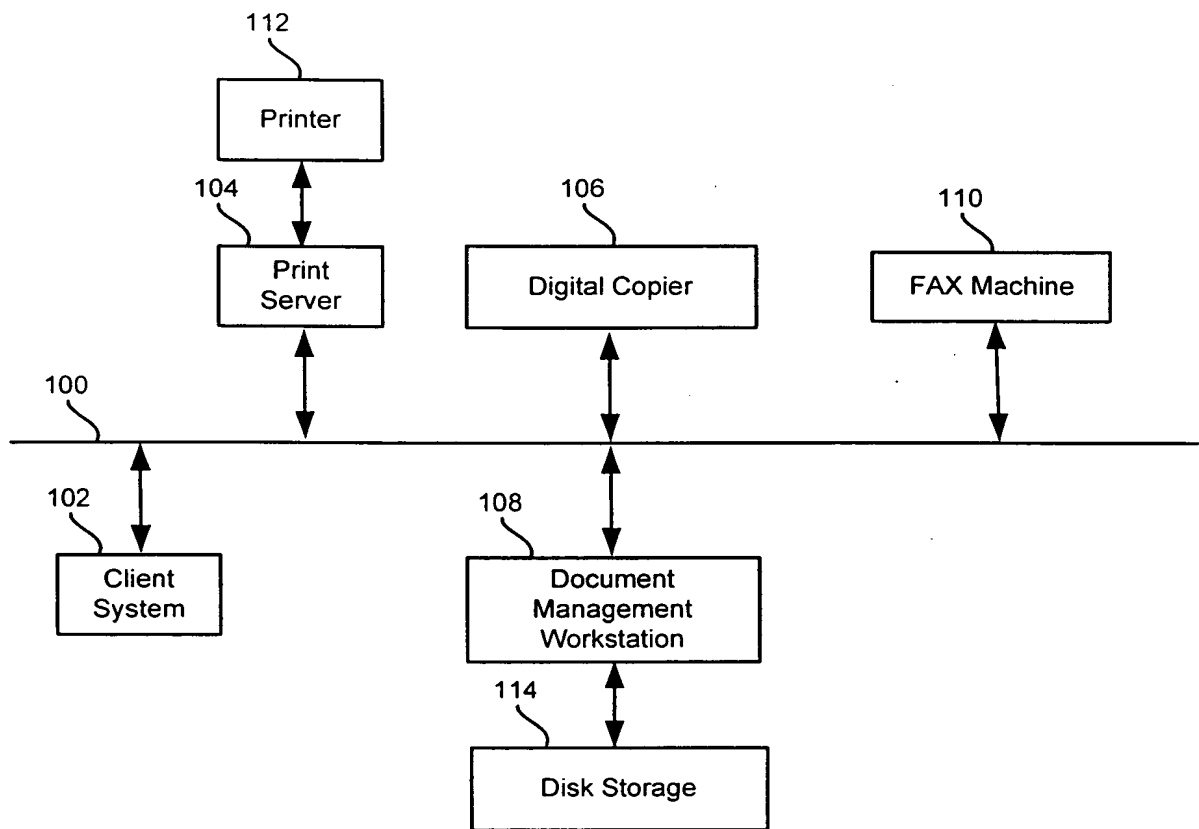 112
Printer
104
106
110
Print
Server
Digital Copier
FAX Machine
100
102
108
Client
System
Document
Management
Workstation
114
Disk Storage